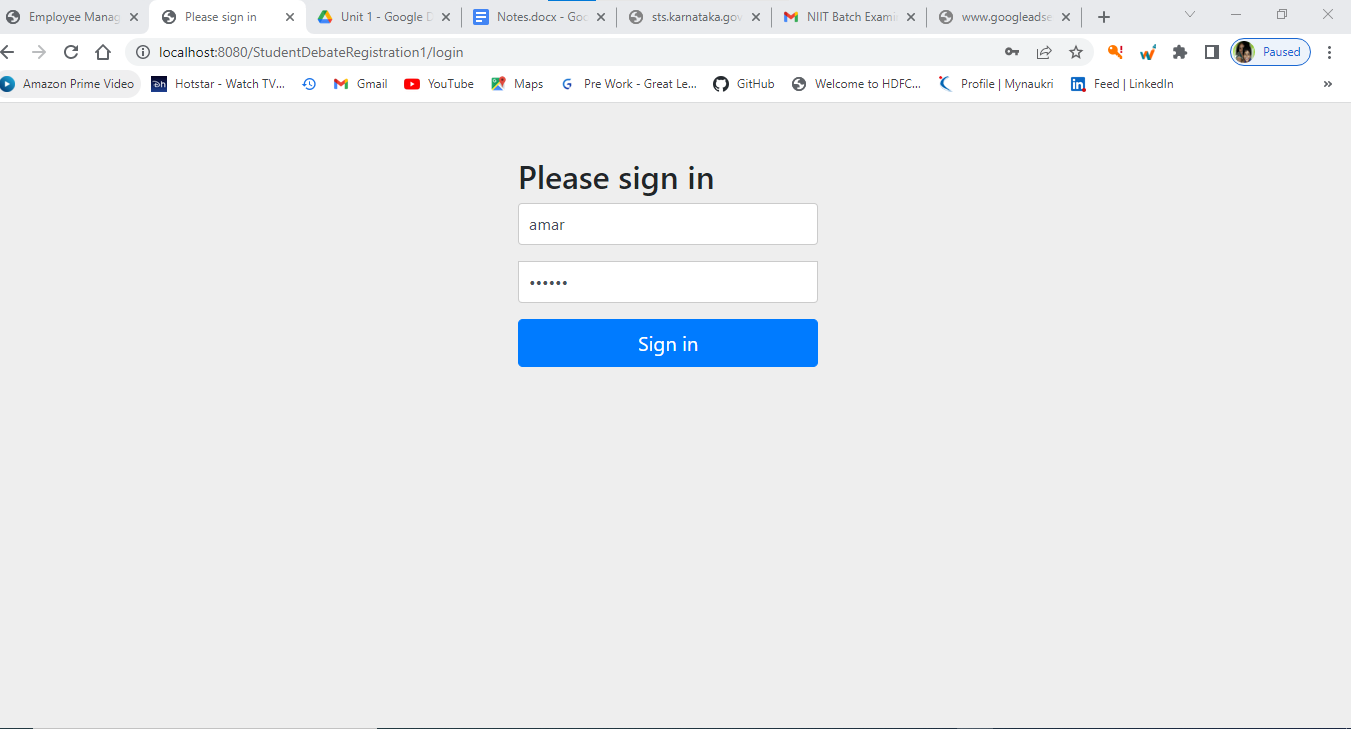 Employee Manag Please sign in Unit 1 - Google D Notes.docx - Goo sts.karnataka.gov NIIT Batch Exami www.googleadse
localhost:8080/StudentDebateRegistration1/login Paused
Amazon Prime Video Hotstar - Watch TV... Gmail YouTube Maps G Pre Work - Great Le... GitHub Welcome to HDFC... Profile | Mynaukri Feed | LinkedIn »
Please sign in
amar
••••••
Sign in